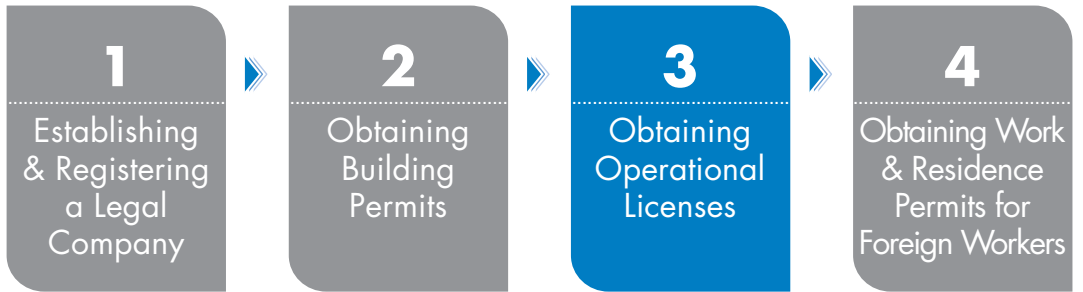 1
Establishing
& Registering
a Legal
Company
2
Obtaining
Building
Permits
3
Obtaining
Operational
Licenses
4
Obtaining Work
& Residence
Permits for
Foreign Workers